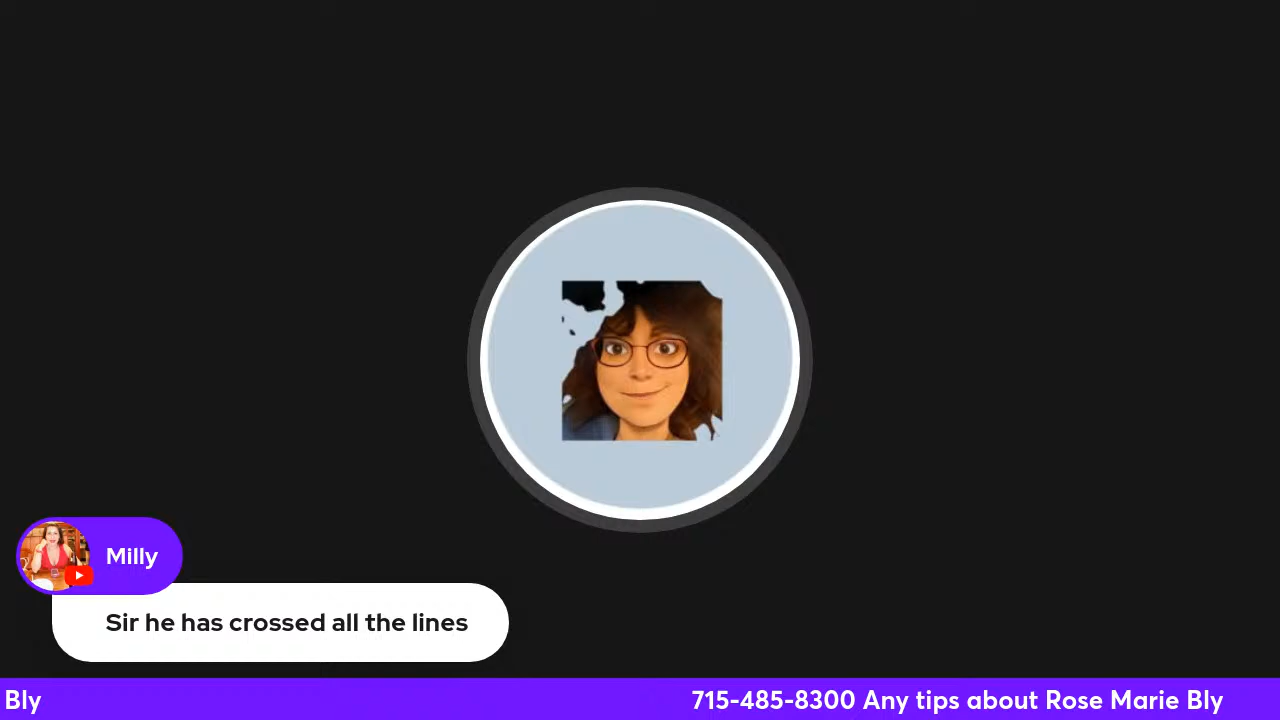 Milly
Sir he has crossed all the lines
Bly 715-485-8300 Any tips about Rose Marie Bly